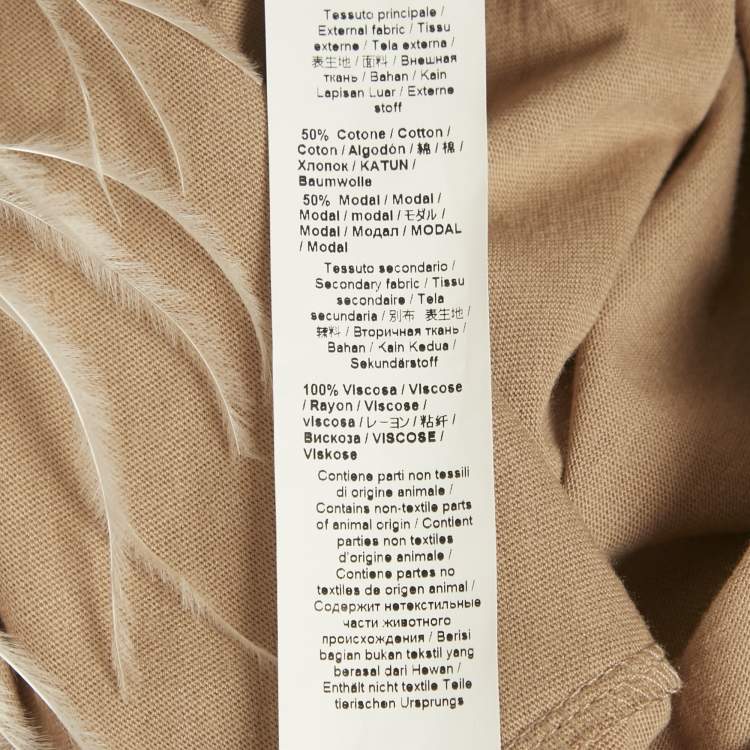 Tessuto principale /
External fabric / Tissu
externe / Tela externa /
表生地 / 面料 / Внешная
ткань / Bahan / Kain
Lapisan Luar / Externe
stoff
50% Cotone / Cotton /
Coton / Algodón / 綿 / 棉 /
Хлопок / KATUN /
Baumwolle
50% Modal / Modal /
Modal / modal / モダル /
Modal / Модал / MODAL
/ Modal
Tessuto secondario /
Secondary fabric / Tissu
secondaire / Tela
secundaria / 別布 表生地 /
辅料 / Вторичная ткань /
Bahan / Kain Kedua /
Sekundärstoff
100% Viscosa / Viscose
/ Rayon / Viscose /
viscosa / レーヨン / 粘纤 /
Вискоза / VISCOSE /
Viskose
Contiene parti non tessili
di origine animale /
Contains non-textile parts
of animal origin / Contient
parties non textiles
d'origine animale /
Contiene partes no
textiles de origen animal /
Содержит нетекстильные
части животного
происхождения / Berisi
bagian bukan tekstil yang
berasal dari Hewan /
Enthält nicht textile Teile
tierischen Ursprungs